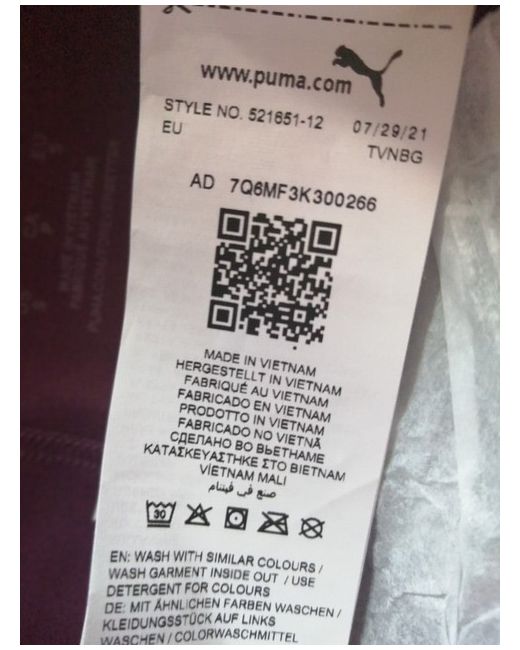 www.puma.com
STYLE NO. 521651-12 07/29/21
EU TVNBG
AD 7Q6MF3K300266
MADE IN VIETNAM
HERGESTELLT IN VIETNAM
FABRIQUÉ AU VIETNAM
FABRICADO EN VIETNAM
PRODOTTO IN VIETNAM
FABRICADO NO VIETNÃ
СДЕЛАНО ВО ВЬЕТНАМЕ
ΚΑΤΑΣΚΕΥΑΣΤΗΚΕ ΣΤΟ ΒΙΕΤΝΑΜ
VİETNAM MALI
صنع في فيتنام
30
EN: WASH WITH SIMILAR COLOURS /
WASH GARMENT INSIDE OUT / USE
DETERGENT FOR COLOURS
DE: MIT ÄHNLICHEN FARBEN WASCHEN /
KLEIDUNGSSTÜCK AUF LINKS
WASCHEN / COLORWASCHMITTEL